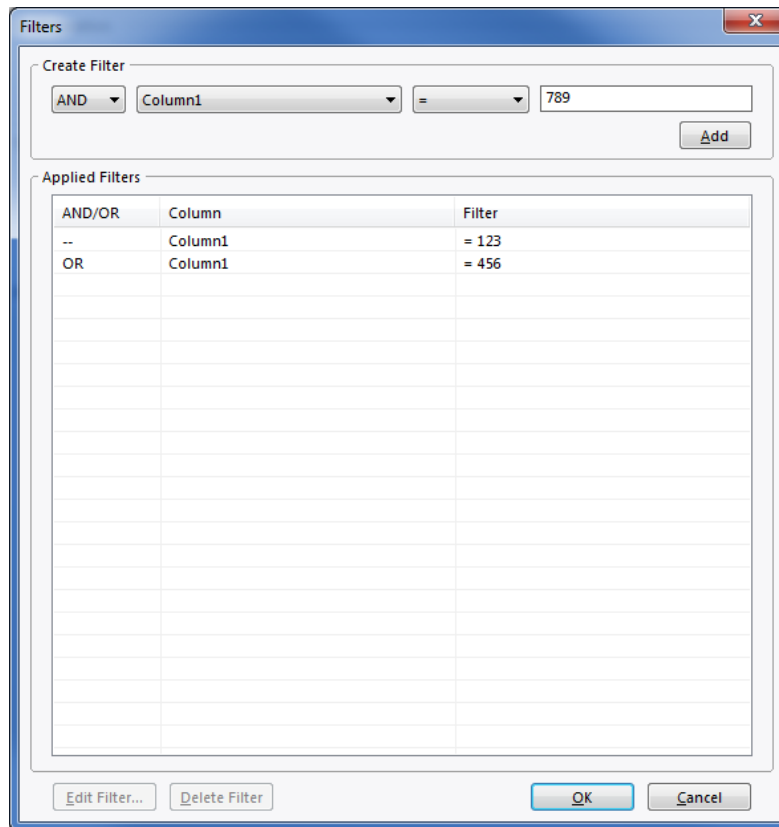 Filters
Create Filter
AND Column1 = 789
Add
Applied Filters
AND/OR Column Filter
-- Column1 = 123
OR Column1 = 456
Edit Filter... Delete Filter OK Cancel